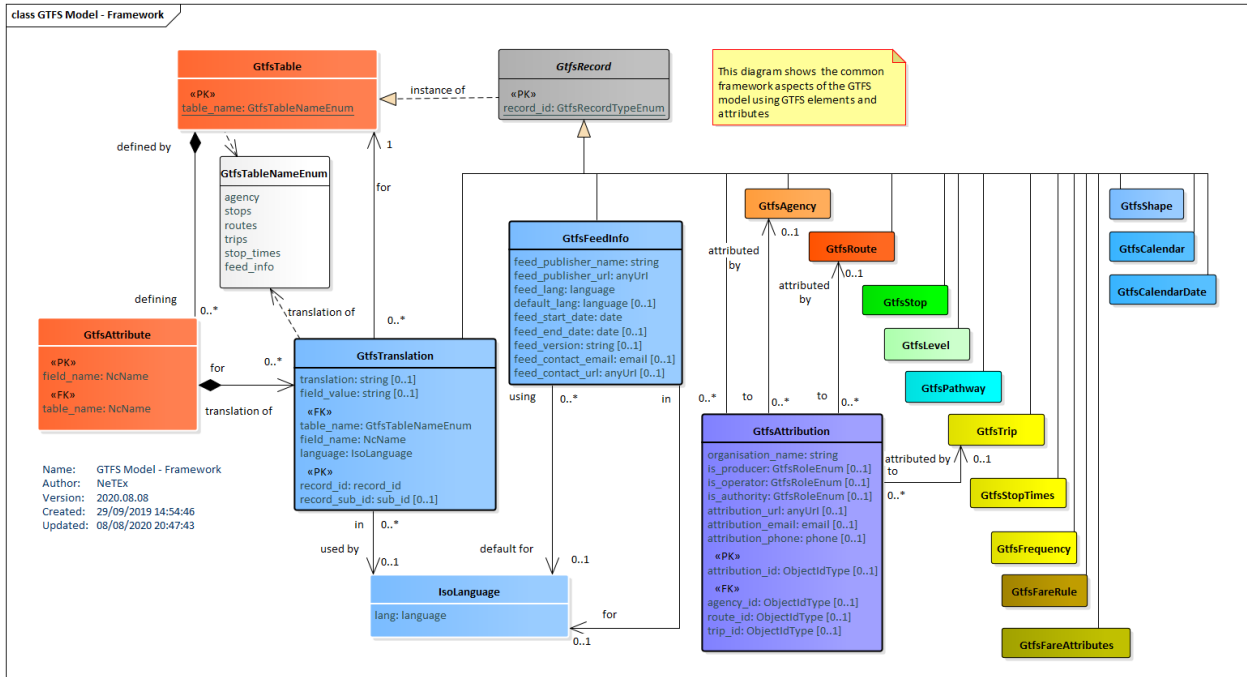 class GTFS Model - Framework
GtfsTable
«PK»
table_name: GtfsTableNameEnum
instance of
GtfsRecord
«PK»
record_id: GtfsRecordTypeEnum
This diagram shows the common
framework aspects of the GTFS
model using GTFS elements and
attributes
defined by
1
for
GtfsTableNameEnum
agency
stops
routes
trips
stop_times
feed_info
defining
0..*
translation of
0..*
GtfsAttribute
«PK»
field_name: NcName
«FK»
table_name: NcName
for
0..*
translation of
GtfsTranslation
translation: string [0..1]
field_value: string [0..1]
«FK»
table_name: GtfsTableNameEnum
field_name: NcName
language: IsoLanguage
«PK»
record_id: record_id
record_sub_id: sub_id [0..1]
GtfsFeedInfo
feed_publisher_name: string
feed_publisher_url: anyUrl
feed_lang: language
default_lang: language [0..1]
feed_start_date: date
feed_end_date: date [0..1]
feed_version: string [0..1]
feed_contact_email: email [0..1]
feed_contact_url: anyUrl [0..1]
using
0..*
in
GtfsAgency
attributed
by
0..1
GtfsRoute
attributed
by
0..1
GtfsStop
GtfsLevel
GtfsPathway
GtfsShape
GtfsCalendar
GtfsCalendarDate
0..*
to
0..*
to
0..*
GtfsAttribution
organisation_name: string
is_producer: GtfsRoleEnum [0..1]
is_operator: GtfsRoleEnum [0..1]
is_authority: GtfsRoleEnum [0..1]
attribution_url: anyUrl [0..1]
attribution_email: email [0..1]
attribution_phone: phone [0..1]
«PK»
attribution_id: ObjectIdType [0..1]
«FK»
agency_id: ObjectIdType [0..1]
route_id: ObjectIdType [0..1]
trip_id: ObjectIdType [0..1]
GtfsTrip
attributed by
0..1
to
0..*
GtfsStopTimes
GtfsFrequency
GtfsFareRule
GtfsFareAttributes
Name: GTFS Model - Framework
Author: NeTEx
Version: 2020.08.08
Created: 29/09/2019 14:54:46
Updated: 08/08/2020 20:47:43
in
0..*
used by
0..1
default for
0..1
IsoLanguage
lang: language
for
0..1